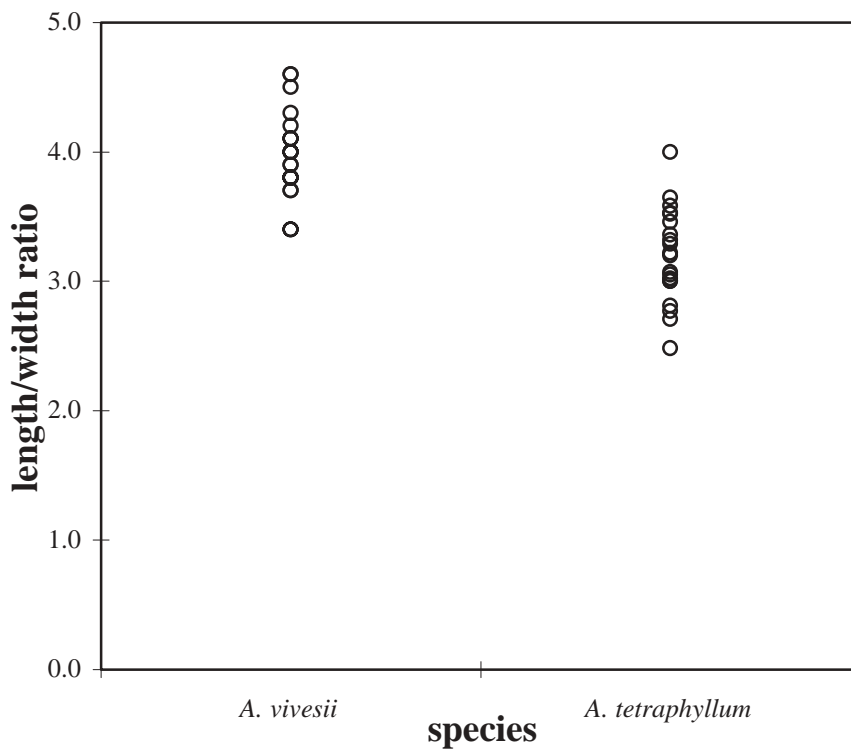 5.0
4.0
3.0
2.0
1.0
0.0
length/width ratio
A. vivesii
A. tetraphyllum
species